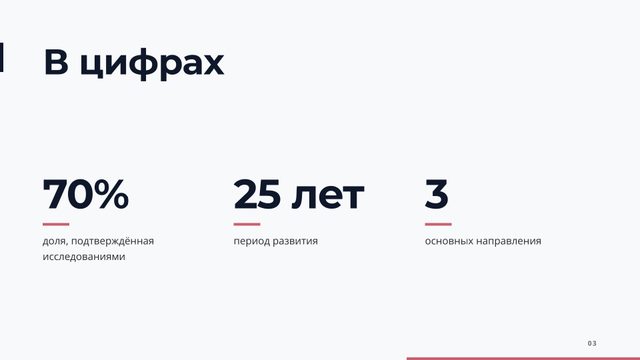 В цифрах
70%
25 лет
3
доля, подтверждённая
исследованиями
период развития
основных направления
03